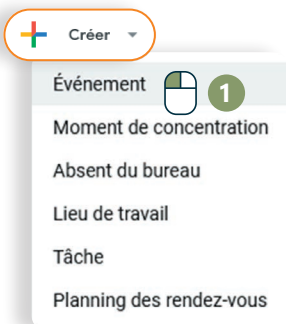 Créer
Événement
1
Moment de concentration
Absent du bureau
Lieu de travail
Tâche
Planning des rendez-vous